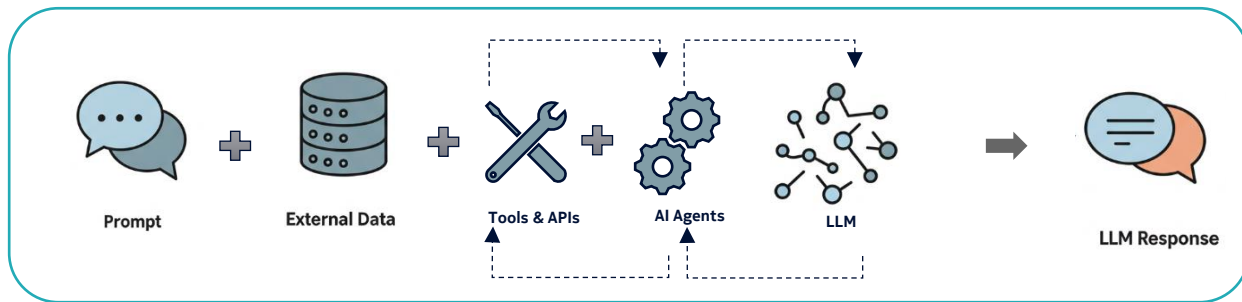 Prompt
External Data
Tools & APIs
AI Agents
LLM
LLM Response